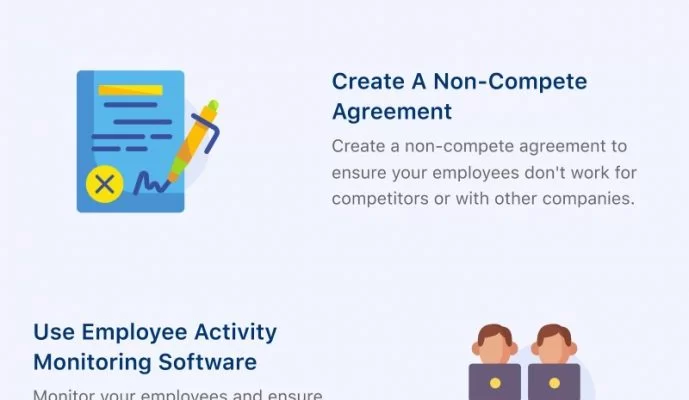 Create A Non-Compete
Agreement
Create a non-compete agreement to
ensure your employees don't work for
competitors or with other companies.
Use Employee Activity
Monitoring Software
Monitor your employees and ensure